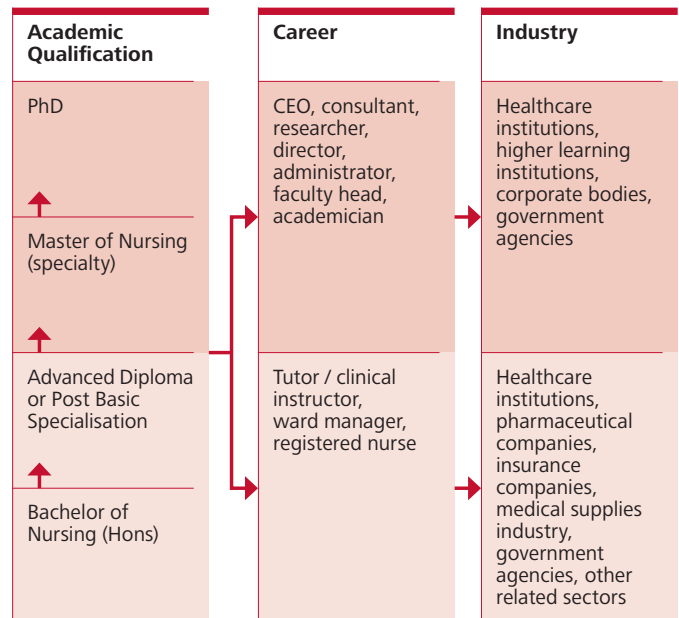 Academic
Qualification
PhD
Master of Nursing
(specialty)
Advanced Diploma
or Post Basic
Specialisation
Bachelor of
Nursing (Hons)
Career
CEO, consultant,
researcher,
director,
administrator,
faculty head,
academician
Tutor / clinical
instructor,
ward manager,
registered nurse
Industry
Healthcare
institutions,
higher learning
institutions,
corporate bodies,
government
agencies
Healthcare
institutions,
pharmaceutical
companies,
insurance
companies,
medical supplies
industry,
government
agencies, other
related sectors